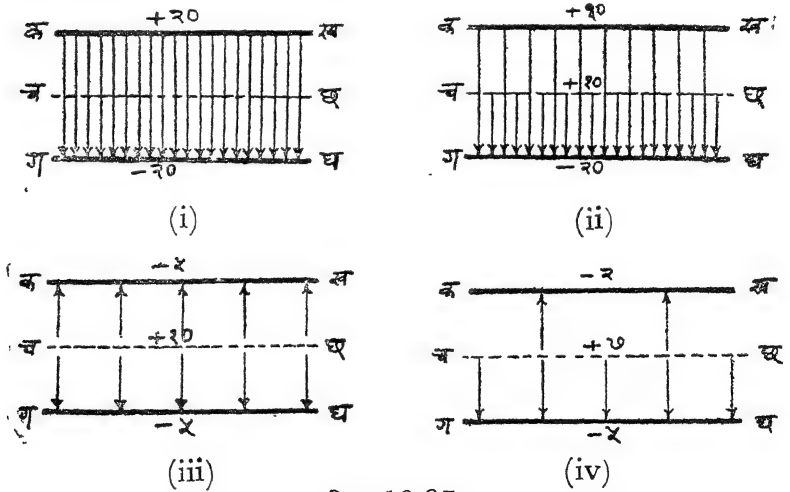 क +२० ख क +१० ख
च छ च +१० छ
ग -२० घ ग -२० घ
(i) (ii)
क -५ ख क -२ ख
च +१० छ च +७ छ
ग -५ घ ग -५ घ
(iii) (iv)